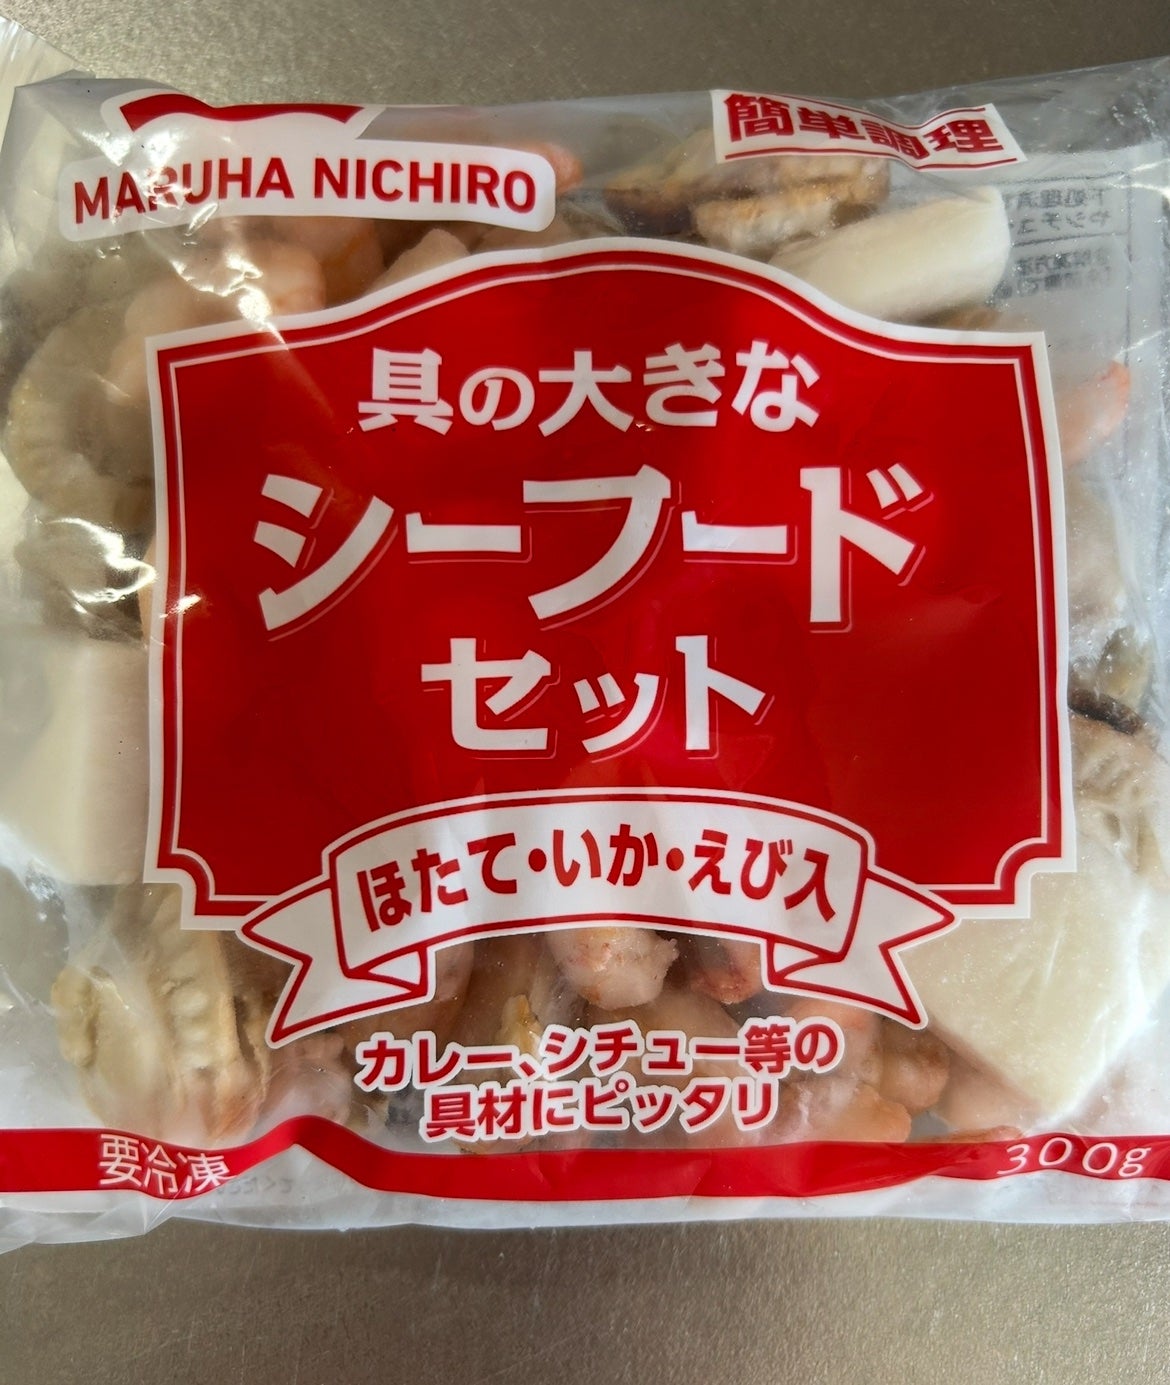 MARUHA NICHIRO
簡単調理
具の大きな
シーフード
セット
ほたて・いか・えび入
カレー、シチュー等の
具材にピッタリ
要冷凍
300g